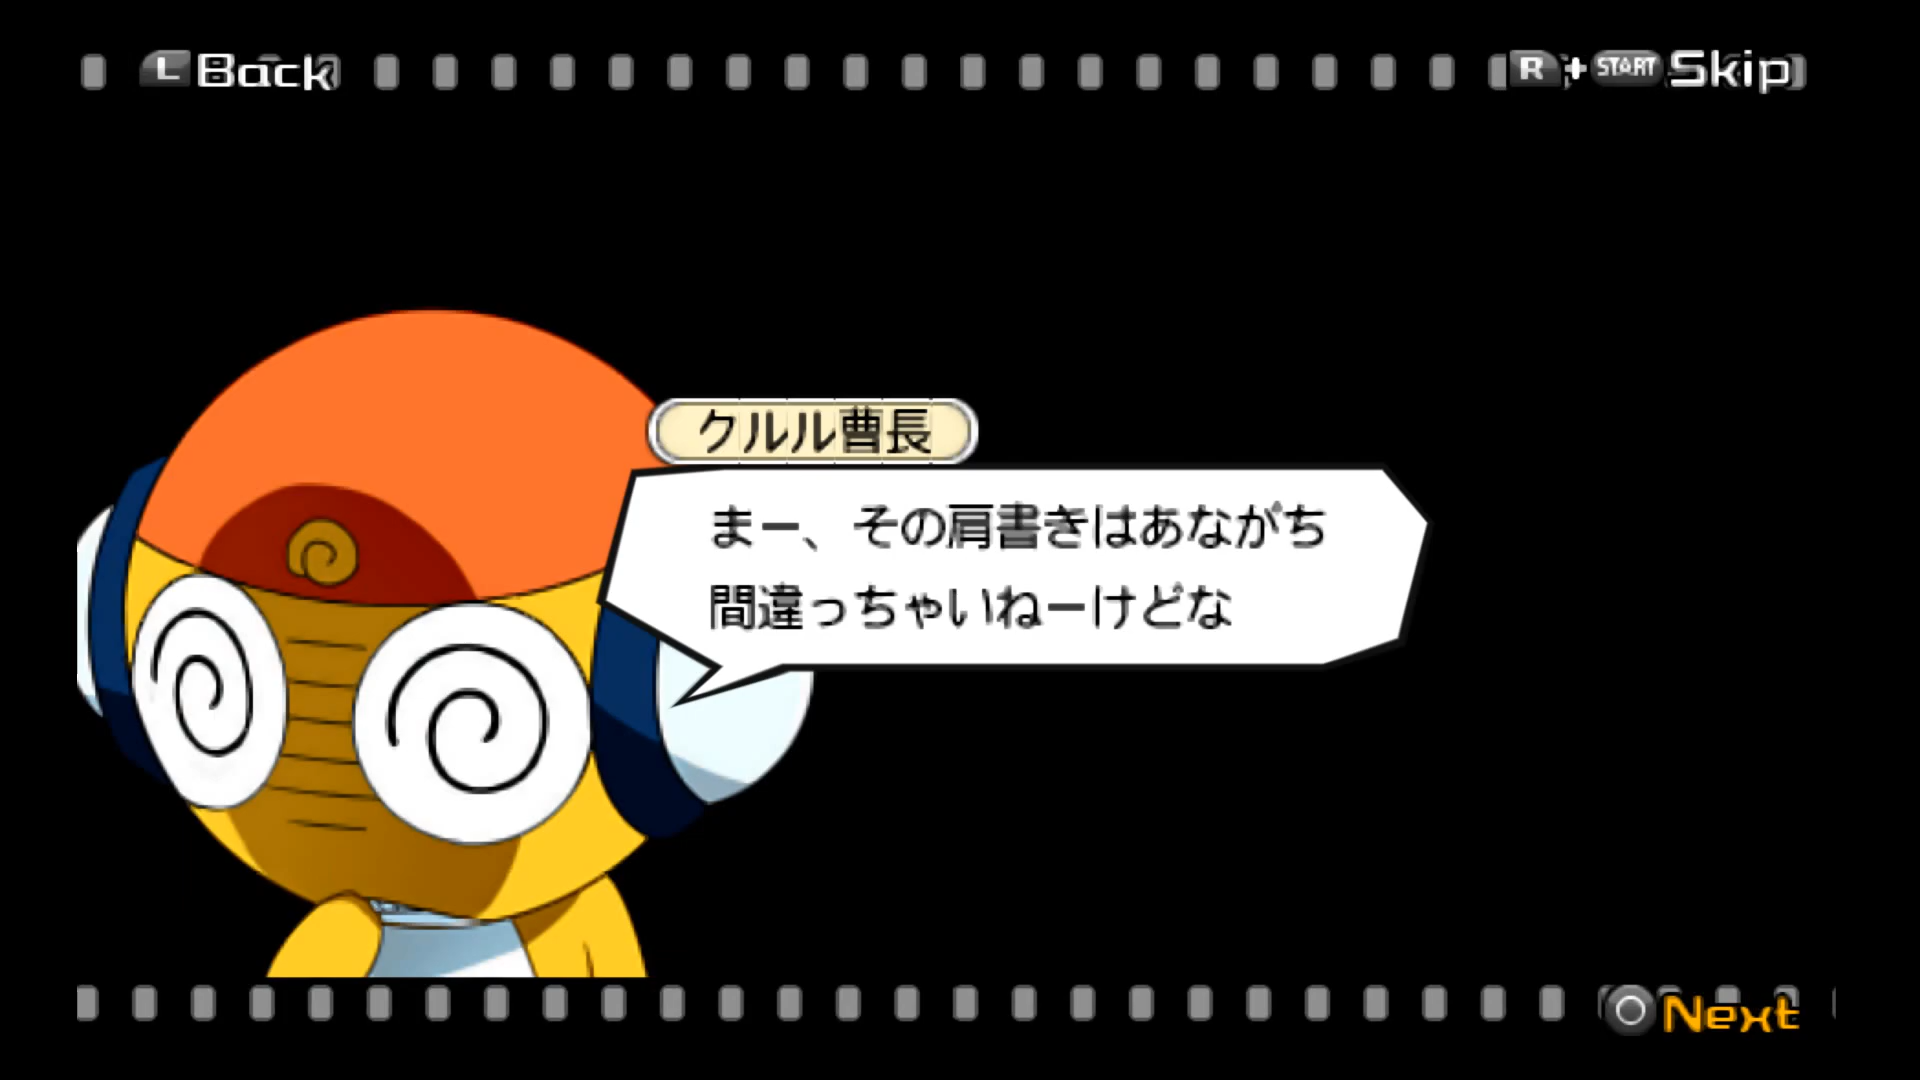 L Back
R + START Skip
クルル曹長
まー、その肩書きはあながち
間違っちゃいねーけどな
Next